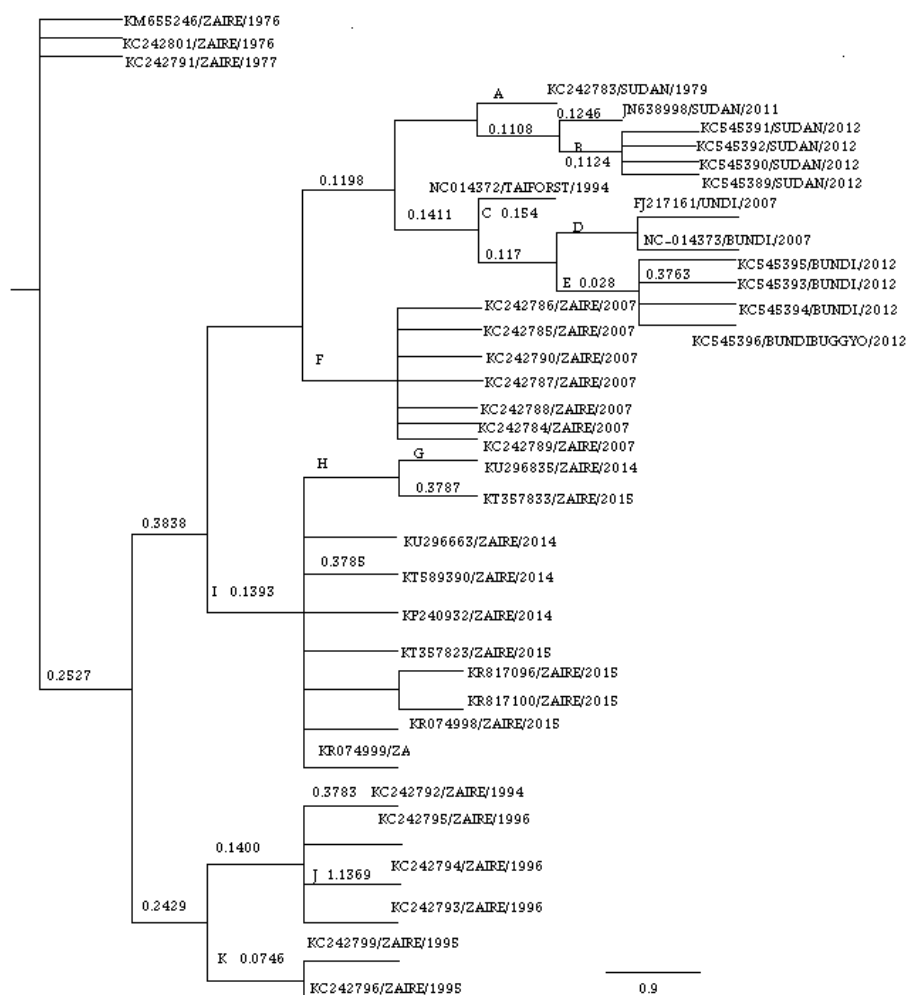 KM655246/ZAIRE/1976
KC242801/ZAIRE/1976
KC242791/ZAIRE/1977
A
KC242783/SUDAN/1979
0.1246
JN638998/SUDAN/2011
0.1108
KC545391/SUDAN/2012
B
KC545392/SUDAN/2012
0,1124
KC545390/SUDAN/2012
0.1198
NC014372/TAIFORST/1994
KC545389/SUDAN/2012
FJ217161/UNDI/2007
0.1411
C 0.154
D
NC-014373/BUNDI/2007
0.117
KC545395/BUNDI/2012
E 0.028
0.3763
KC545393/BUNDI/2012
KC242786/ZAIRE/2007
KC545394/BUNDI/2012
KC242785/ZAIRE/2007
KC545396/BUNDIBUGGYO/2012
F
KC242790/ZAIRE/2007
KC242787/ZAIRE/2007
KC242788/ZAIRE/2007
KC242784/ZAIRE/2007
KC242789/ZAIRE/2007
H
G
KU296835/ZAIRE/2014
0.3787
KT357833/ZAIRE/2015
0.3838
KU296663/ZAIRE/2014
0.3785
KT589390/ZAIRE/2014
I 0.1393
KP240932/ZAIRE/2014
KT357823/ZAIRE/2015
0.2527
KR817096/ZAIRE/2015
KR817100/ZAIRE/2015
KR074998/ZAIRE/2015
KR074999/ZA
0.3783 KC242792/ZAIRE/1994
KC242795/ZAIRE/1996
0.1400
KC242794/ZAIRE/1996
J 1.1369
0.2429
KC242793/ZAIRE/1996
KC242799/ZAIRE/1995
K 0.0746
KC242796/ZAIRE/1995
0.9